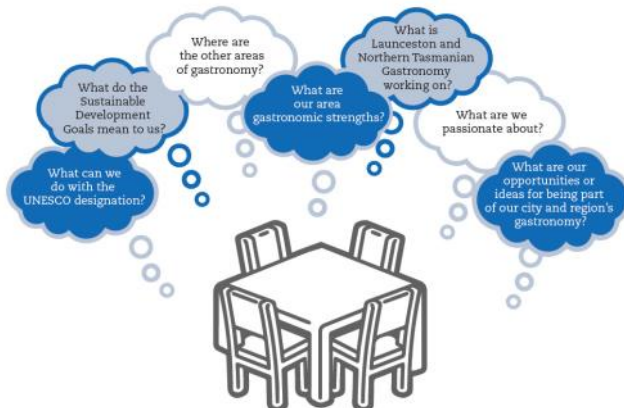 What can we
do with the
UNESCO designation?
What do the
Sustainable
Development
Goals mean to us?
Where are
the other areas
of gastronomy?
What are
our area
gastronomic strengths?
What is
Launceston and
Northern Tasmanian
Gastronomy
working on?
What are we
passionate about?
What are our
opportunities or
ideas for being part
of our city and region's
gastronomy?